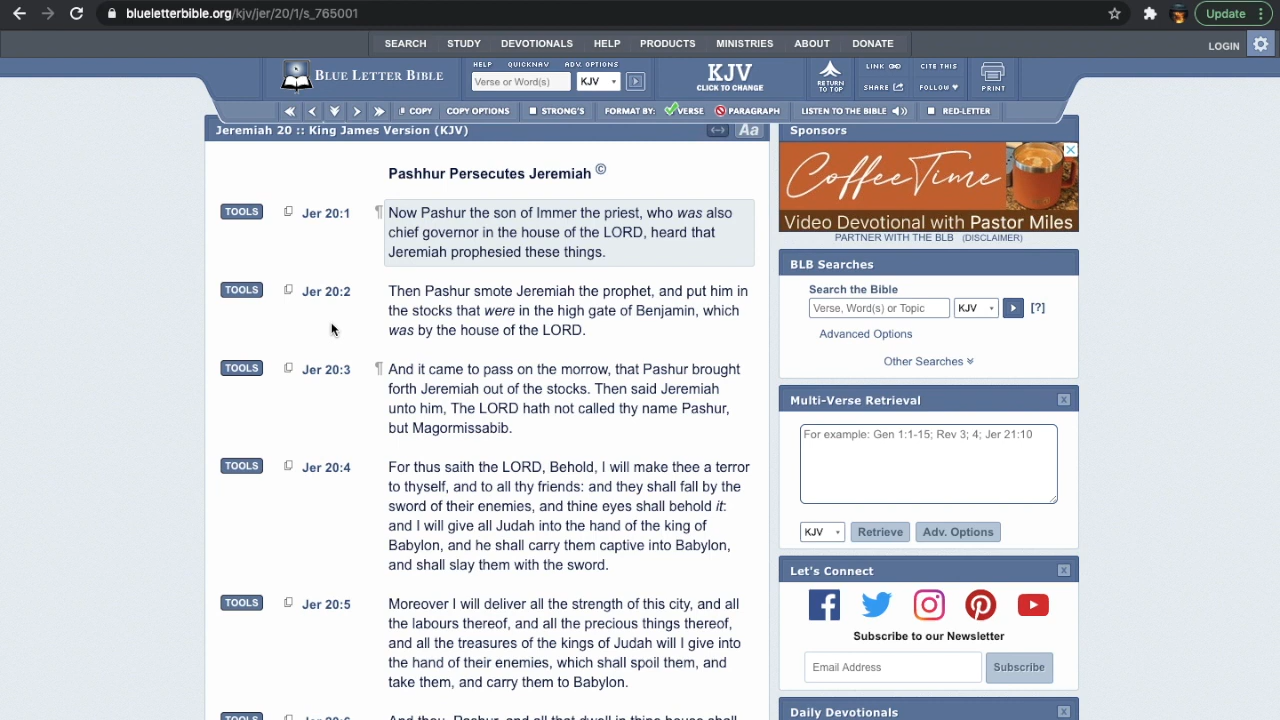 blueletterbible.org/kjv/jer/20/1/s_765001
Update
SEARCH STUDY DEVOTIONALS HELP PRODUCTS MINISTRIES ABOUT DONATE
LOGIN
BLUE LETTER BIBLE
HELP QUICKNAV ADV. OPTIONS
Verse or Word(s)
KJV
KJV
CLICK TO CHANGE
RETURN
TO TOP
LINK
CITE THIS
SHARE
FOLLOW
PRINT
COPY COPY OPTIONS STRONG'S FORMAT BY: VERSE PARAGRAPH LISTEN TO THE BIBLE RED-LETTER
Jeremiah 20 :: King James Version (KJV)
Aa
Pashhur Persecutes Jeremiah ©
TOOLS Jer 20:1 ¶ Now Pashur the son of Immer the priest, who was also
chief governor in the house of the LORD, heard that
Jeremiah prophesied these things.
TOOLS Jer 20:2 Then Pashur smote Jeremiah the prophet, and put him in
the stocks that were in the high gate of Benjamin, which
was by the house of the LORD.
TOOLS Jer 20:3 ¶ And it came to pass on the morrow, that Pashur brought
forth Jeremiah out of the stocks. Then said Jeremiah
unto him, The LORD hath not called thy name Pashur,
but Magormissabib.
TOOLS Jer 20:4 For thus saith the LORD, Behold, I will make thee a terror
to thyself, and to all thy friends: and they shall fall by the
sword of their enemies, and thine eyes shall behold it:
and I will give all Judah into the hand of the king of
Babylon, and he shall carry them captive into Babylon,
and shall slay them with the sword.
TOOLS Jer 20:5 Moreover I will deliver all the strength of this city, and all
the labours thereof, and all the precious things thereof,
and all the treasures of the kings of Judah will I give into
the hand of their enemies, which shall spoil them, and
take them, and carry them to Babylon.
TOOLS Jer 20:6 And thou, Pashur, and all that dwell in thine house shall
Sponsors
Coffee Time
Video Devotional with Pastor Miles
PARTNER WITH THE BLB (DISCLAIMER)
BLB Searches
Search the Bible
Verse, Word(s) or Topic KJV [?]
Advanced Options
Other Searches
Multi-Verse Retrieval
For example: Gen 1:1-15; Rev 3; 4; Jer 21:10
KJV Retrieve Adv. Options
Let's Connect
Subscribe to our Newsletter
Email Address Subscribe
Daily Devotionals